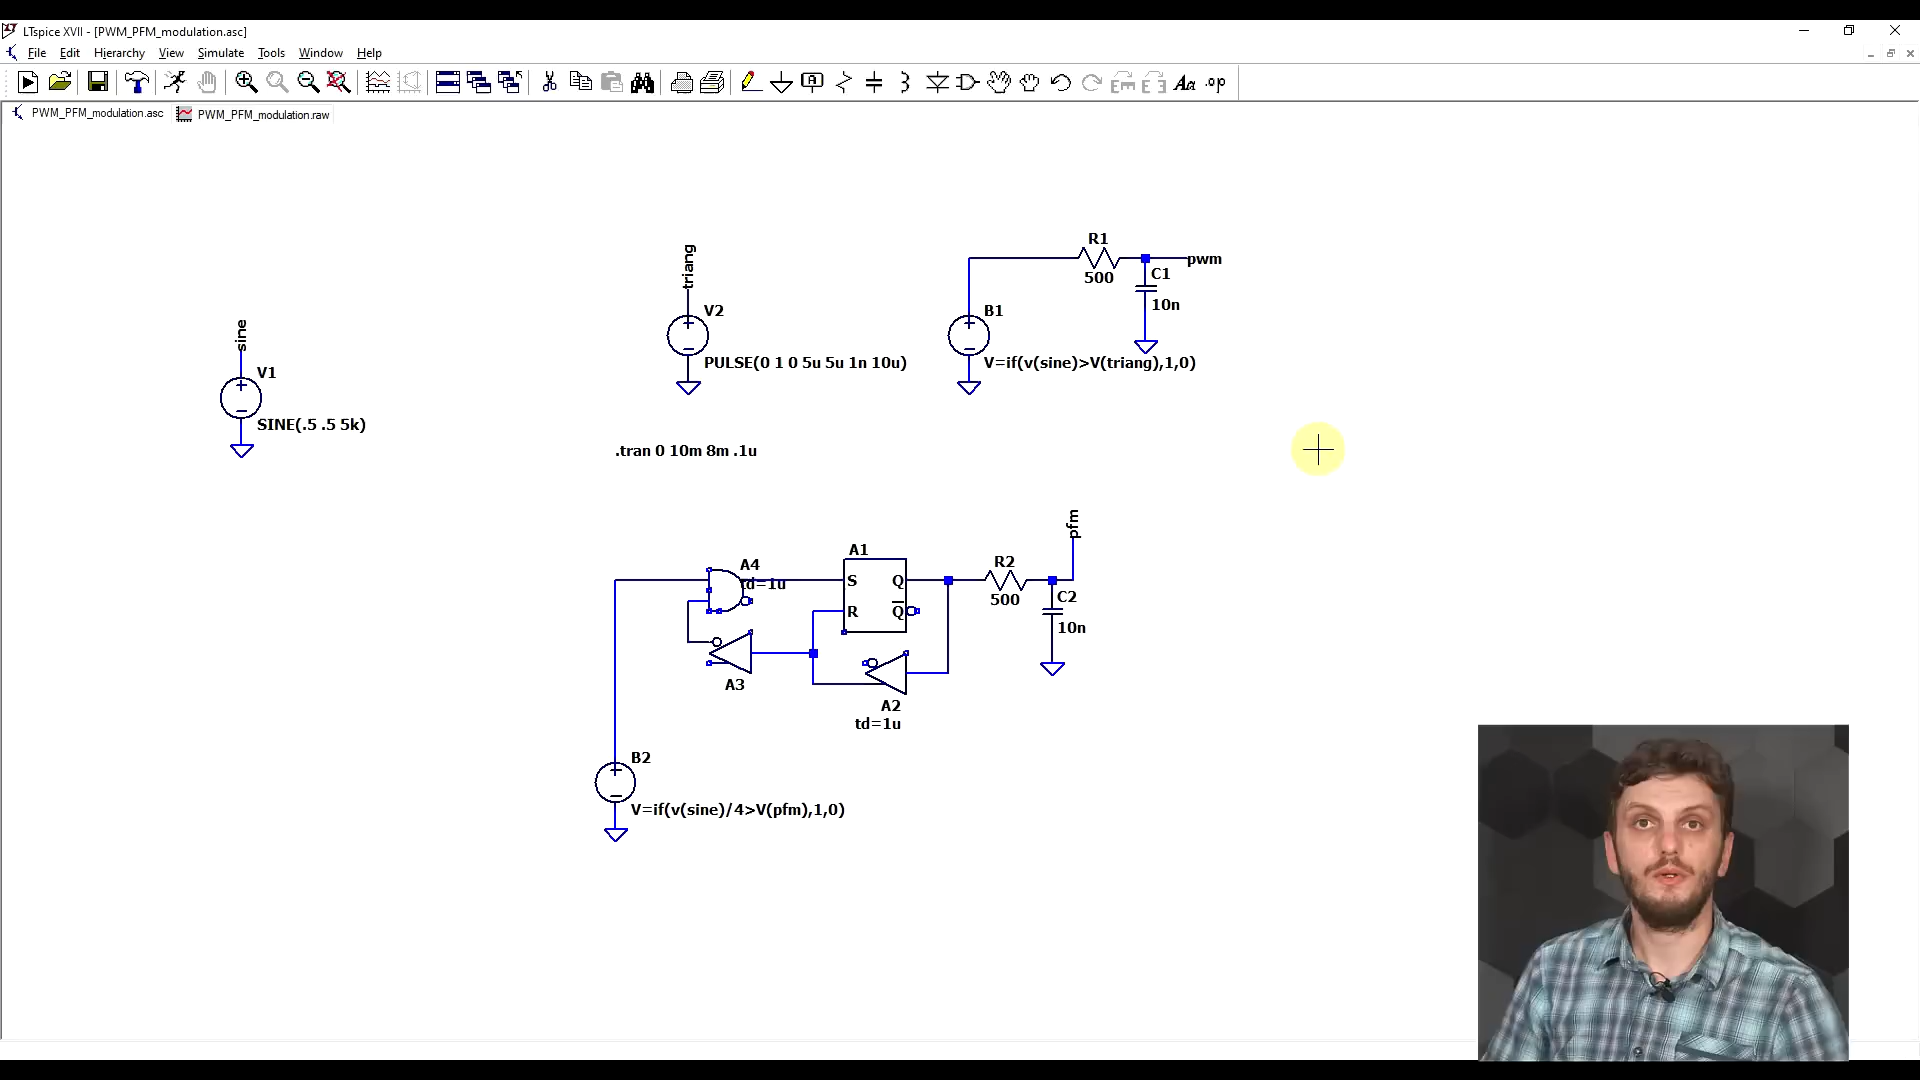 LTspice XVII - [PWM_PFM_modulation.asc]
File Edit Hierarchy View Simulate Tools Window Help
.op
PWM_PFM_modulation.asc PWM_PFM_modulation.raw
sine
V1
SINE(.5 .5 5k)
triang
V2
PULSE(0 1 0 5u 5u 1n 10u)
B1
V=if(v(sine)>V(triang),1,0)
R1
500
pwm
C1
10n
.tran 0 10m 8m .1u
A4
td=1u
A1
S Q
R Q
A3
A2
td=1u
R2
500
pfm
C2
10n
B2
V=if(v(sine)/4>V(pfm),1,0)